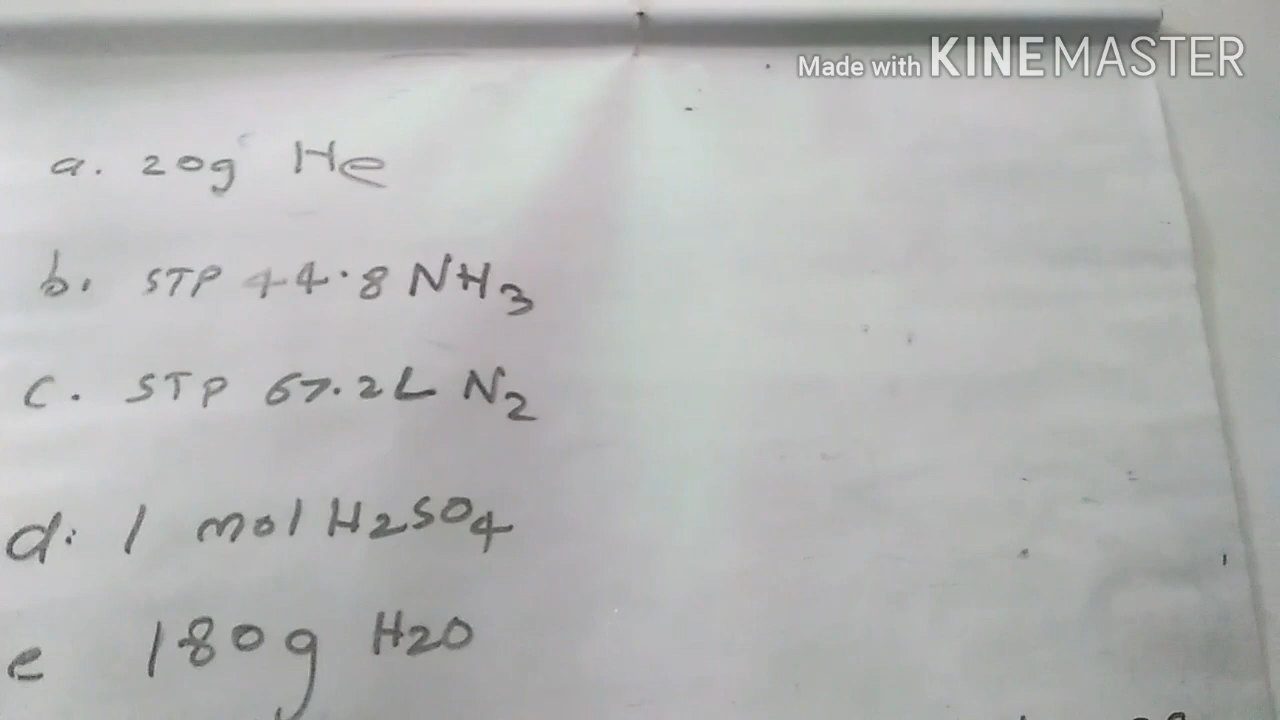 Made with KINEMASTER
a. 20g He
b. STP 44.8 NH3
c. STP 67.2L N2
d. 1 mol H2SO4
e 180g H2O